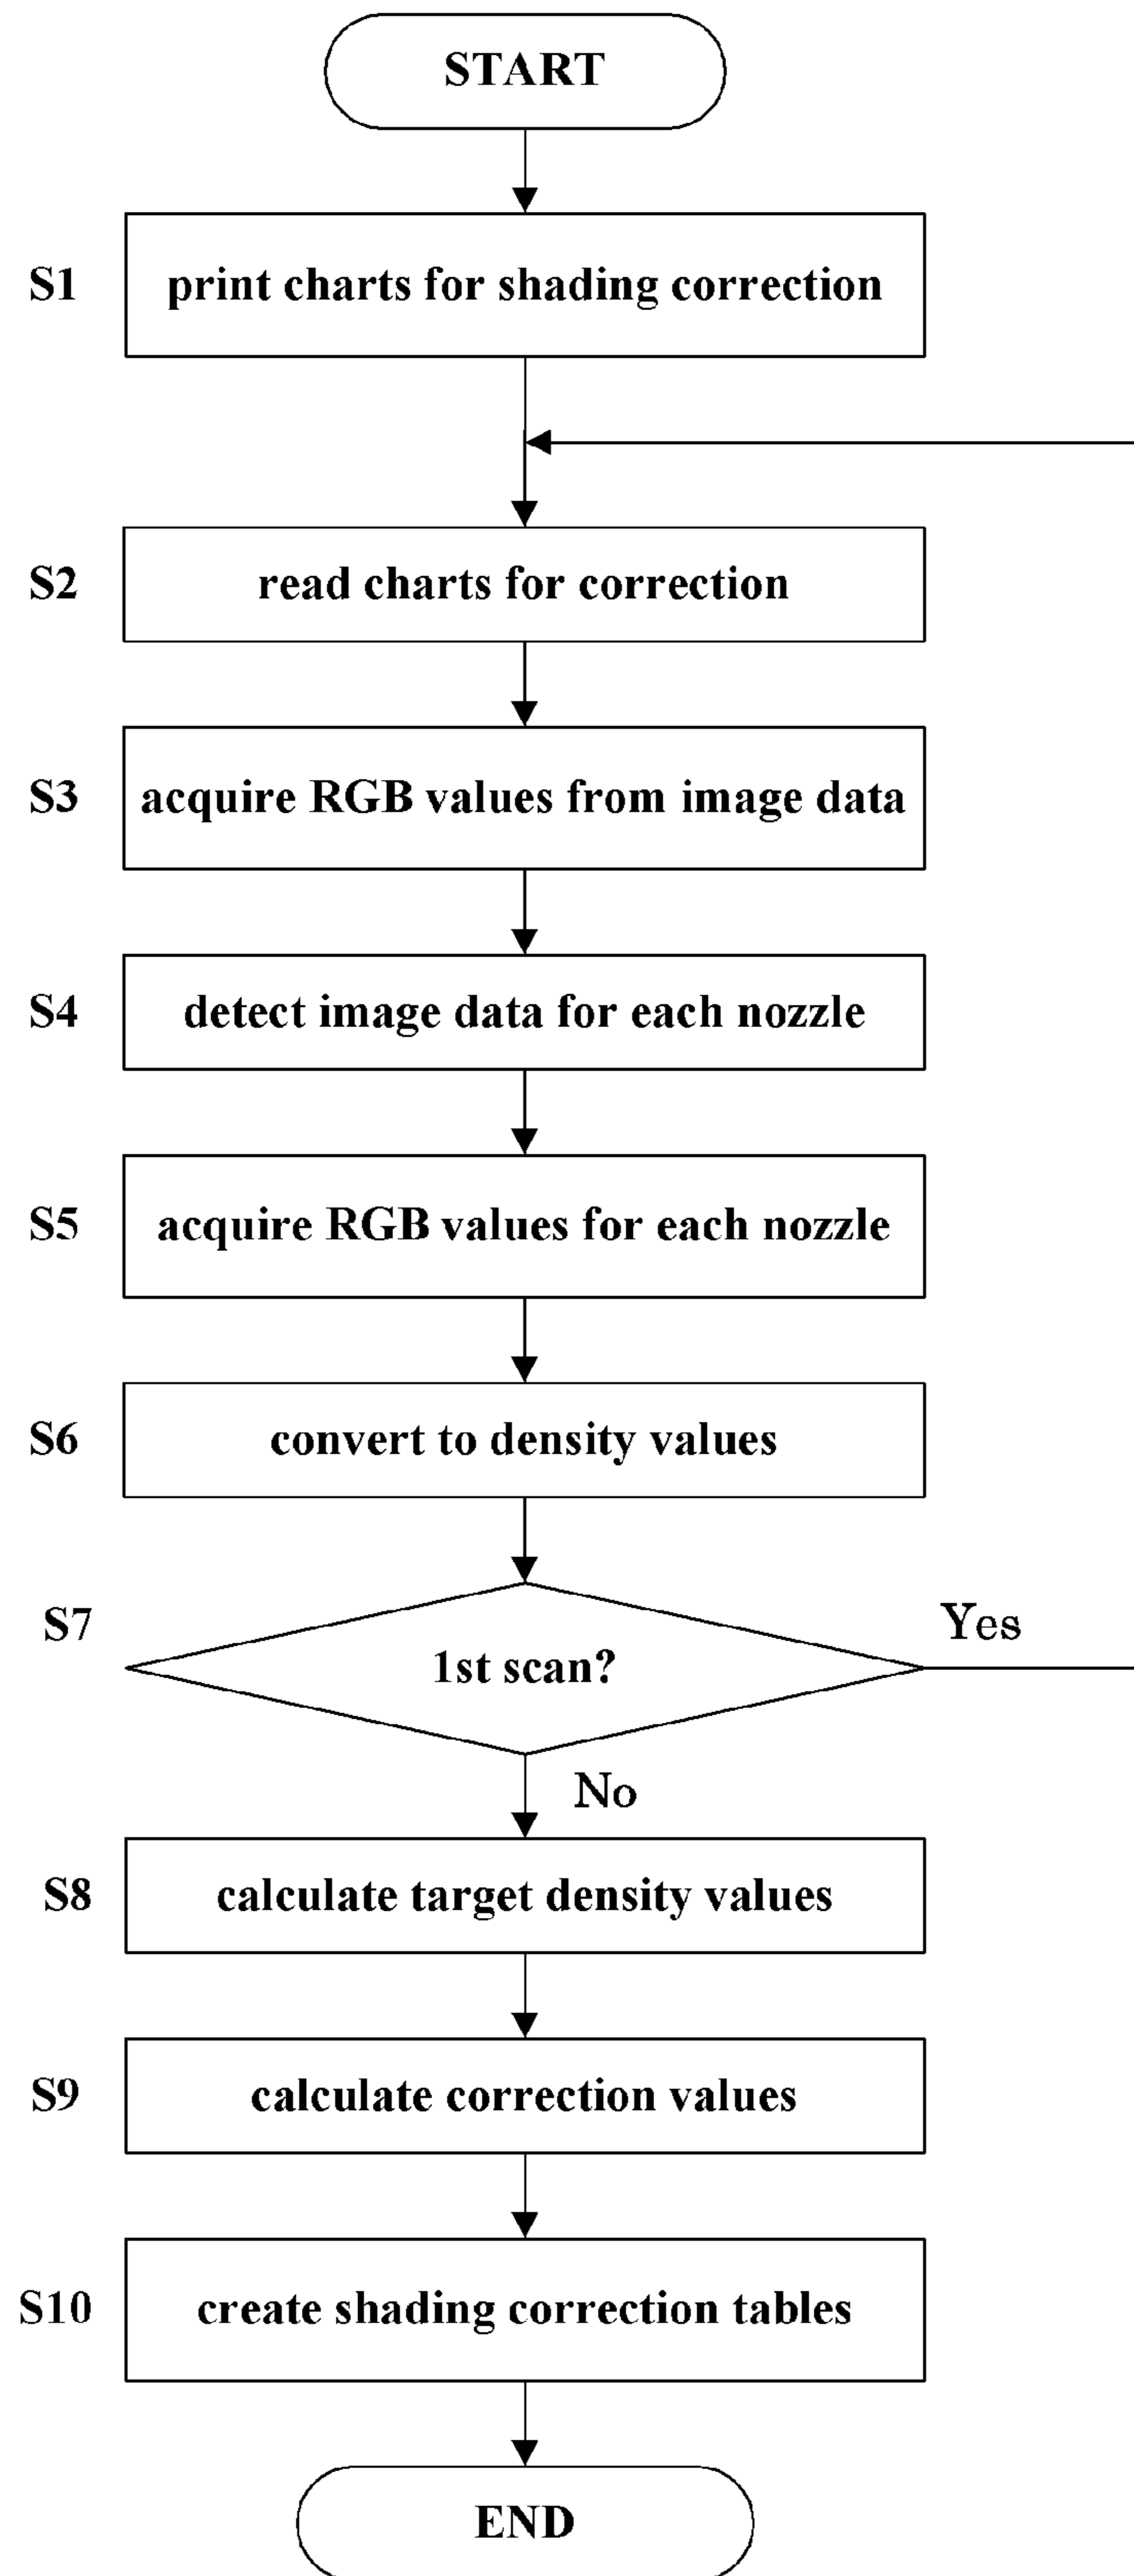 START
S1 print charts for shading correction
S2 read charts for correction
S3 acquire RGB values from image data
S4 detect image data for each nozzle
S5 acquire RGB values for each nozzle
S6 convert to density values
S7 1st scan? Yes
No
S8 calculate target density values
S9 calculate correction values
S10 create shading correction tables
END